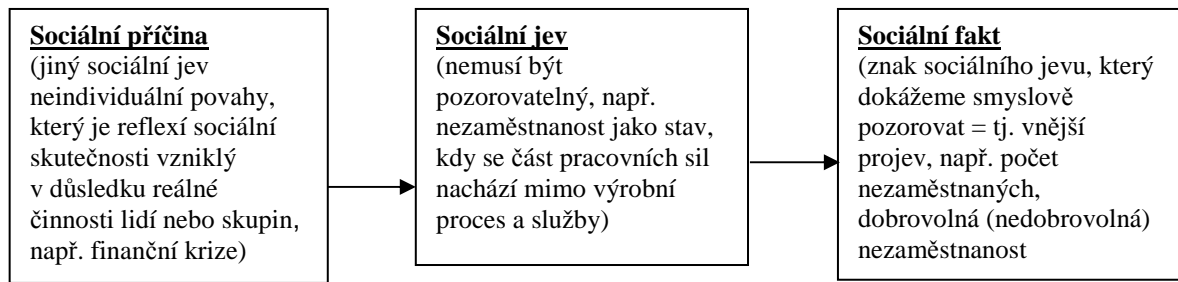 Sociální příčina
(jiný sociální jev
neindividuální povahy,
který je reflexí sociální
skutečnosti vzniklý
v důsledku reálné
činnosti lidí nebo skupin,
např. finanční krize)
Sociální jev
(nemusí být
pozorovatelný, např.
nezaměstnanost jako stav,
kdy se část pracovních sil
nachází mimo výrobní
proces a služby)
Sociální fakt
(znak sociálního jevu, který
dokážeme smyslově
pozorovat = tj. vnější
projev, např. počet
nezaměstnaných,
dobrovolná (nedobrovolná)
nezaměstnanost